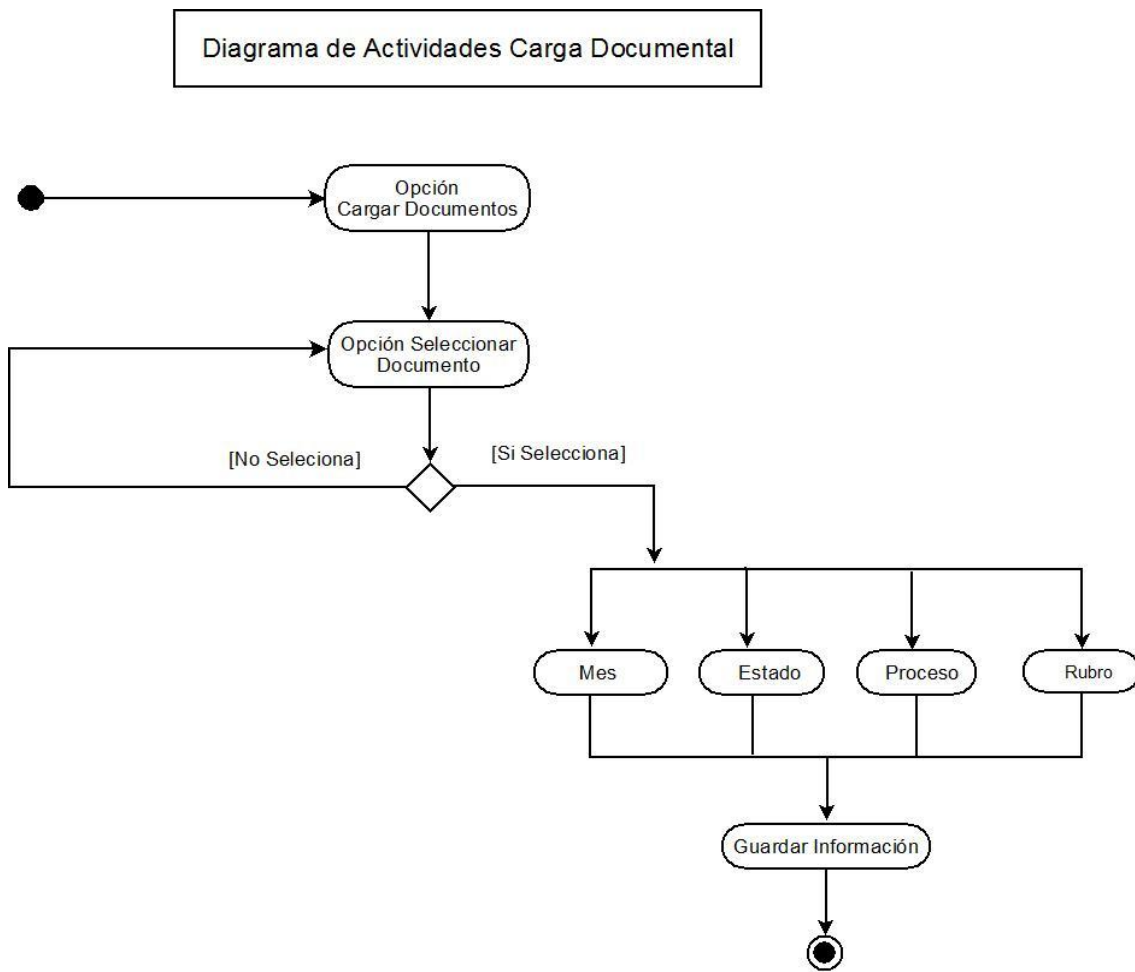 Diagrama de Actividades Carga Documental
Opción
Cargar Documentos
Opción Seleccionar
Documento
[No Seleciona]
[Si Selecciona]
Mes
Estado
Proceso
Rubro
Guardar Información